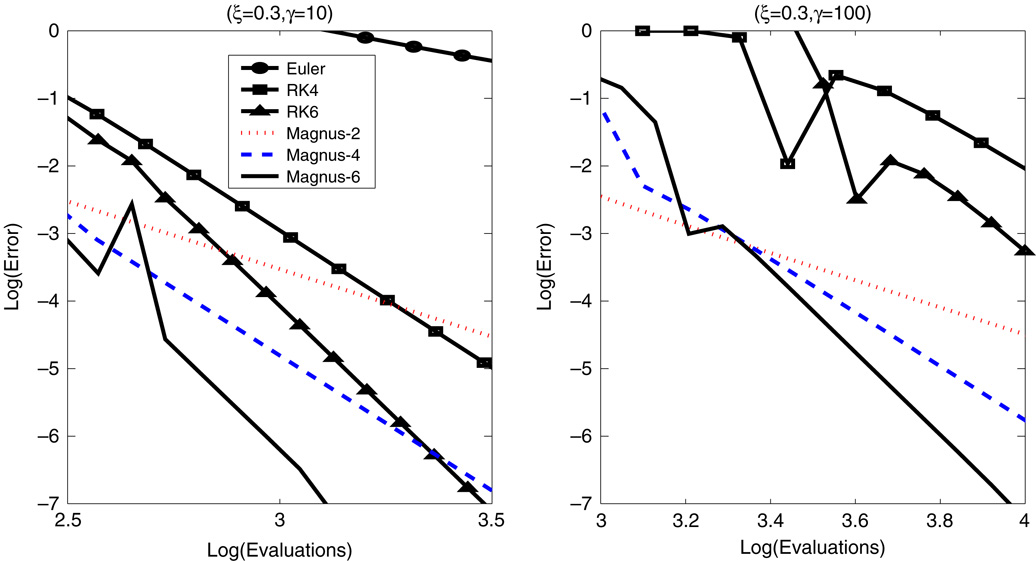 (ξ=0.3,γ=10)
0
−1
−2
−3
−4
−5
−6
−7
Log(Error)
Euler
RK4
RK6
Magnus-2
Magnus-4
Magnus-6
2.5
3
3.5
Log(Evaluations)
(ξ=0.3,γ=100)
0
−1
−2
−3
−4
−5
−6
−7
Log(Error)
3
3.2
3.4
3.6
3.8
4
Log(Evaluations)